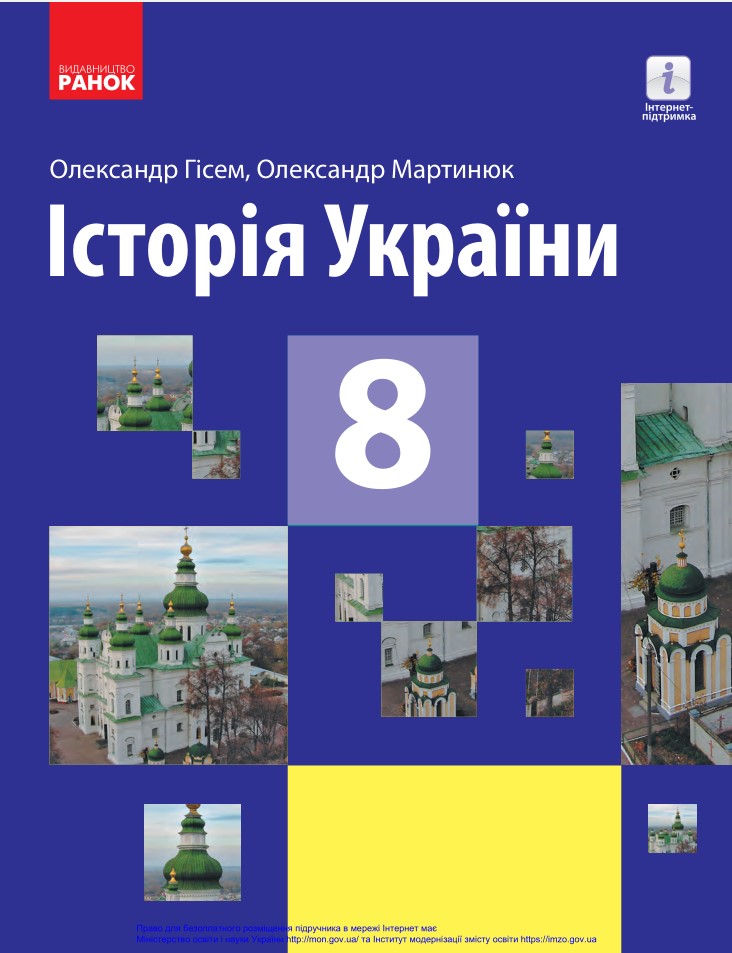 ВИДАВНИЦТВО
РАНОК
Інтернет-
підтримка
Олександр Гісем, Олександр Мартинюк
Історія України
8
Право для безоплатного розміщення підручника в мережі Інтернет має
Міністерство освіти і науки України http://mon.gov.ua/ та Інститут модернізації змісту освіти https://imzo.gov.ua